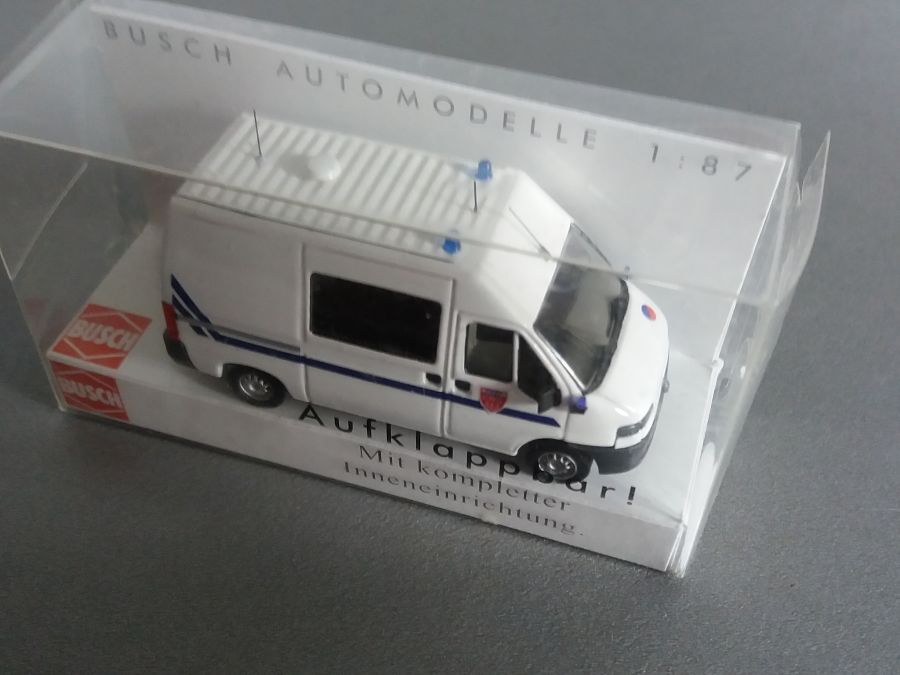 BUSCH AUTOMODELLE 1:87
BUSCH
BUSCH
Aufklappbar!
Mit kompletter
Inneneinrichtung.